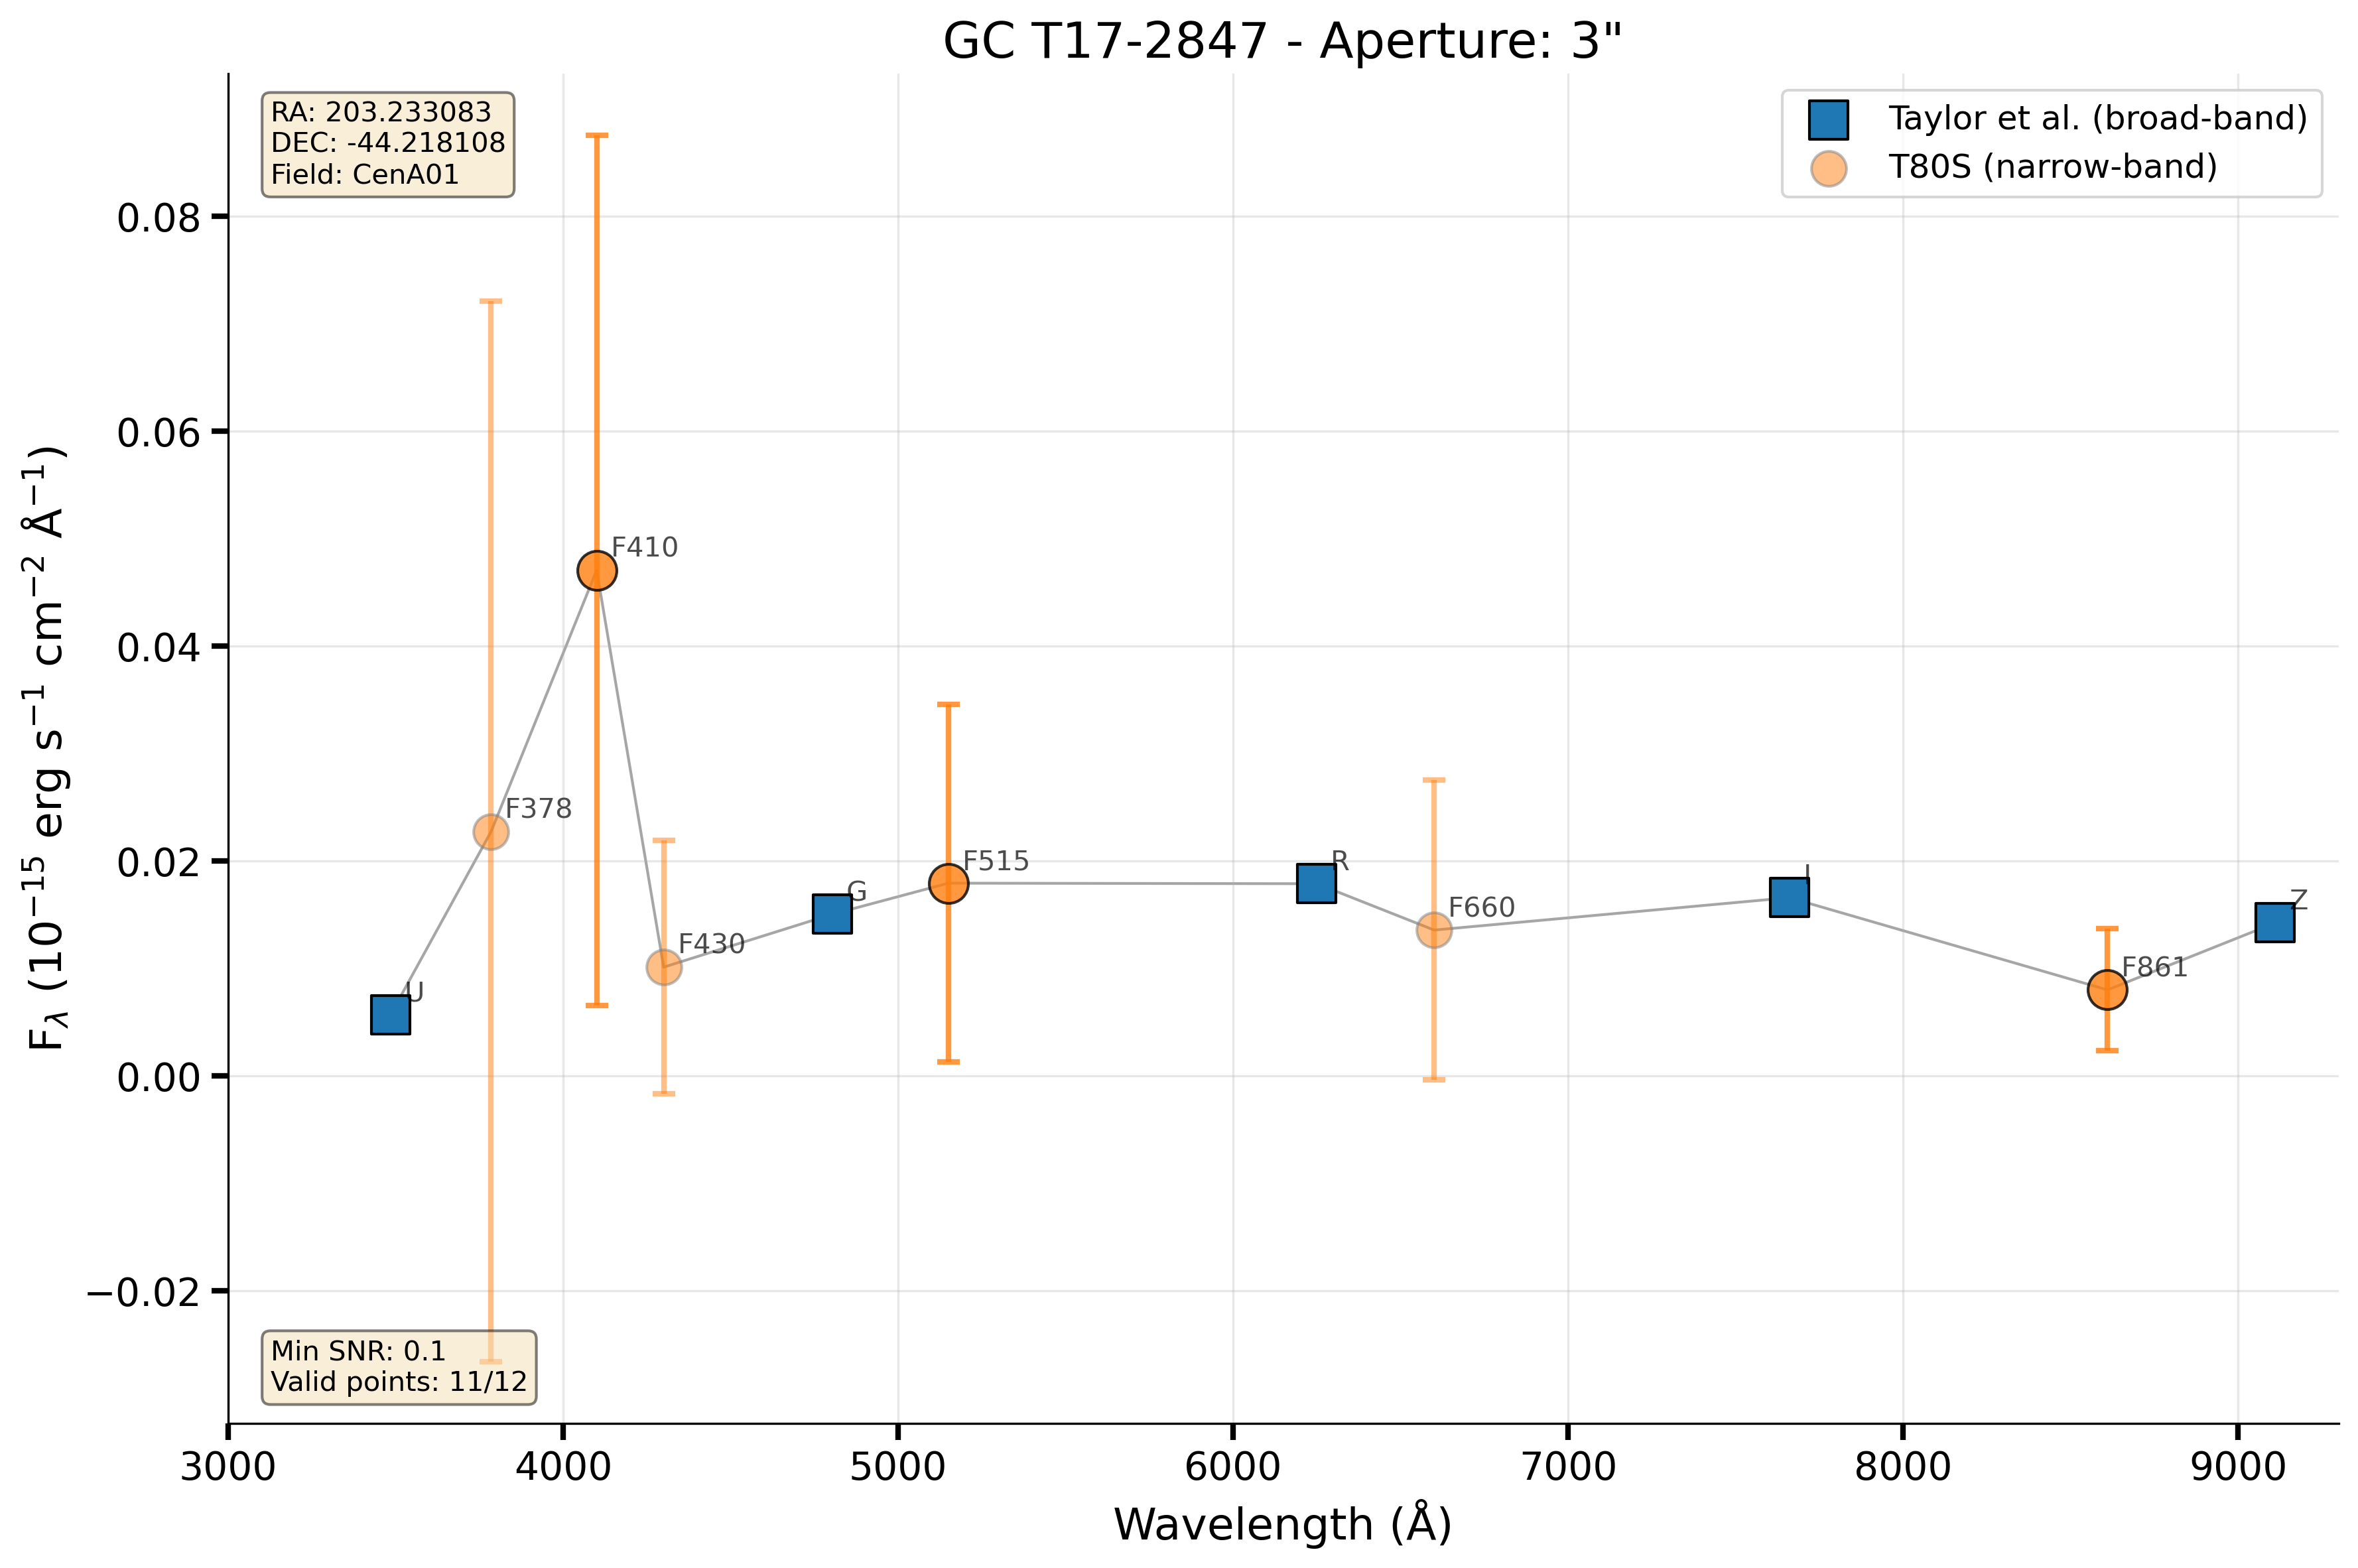 GC T17-2847 - Aperture: 3"
RA: 203.233083
DEC: -44.218108
Field: CenA01
Taylor et al. (broad-band)
T80S (narrow-band)
0.08
0.06
0.04
0.02
0.00
−0.02
F_λ (10⁻¹⁵ erg s⁻¹ cm⁻² Å⁻¹)
U
F378
F410
F430
G
F515
R
F660
I
F861
Z
Min SNR: 0.1
Valid points: 11/12
3000 4000 5000 6000 7000 8000 9000
Wavelength (Å)